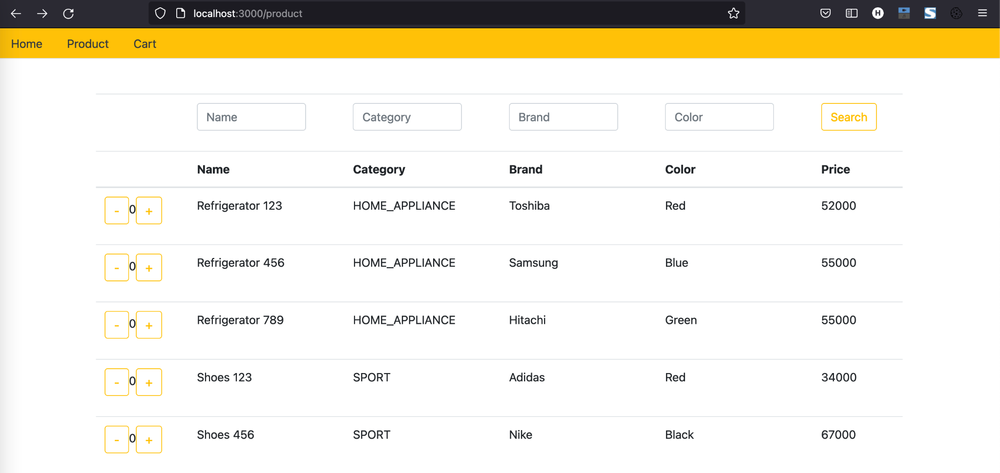 localhost:3000/product
Home Product Cart
Name Category Brand Color Search
Name Category Brand Color Price
- 0 + Refrigerator 123 HOME_APPLIANCE Toshiba Red 52000
- 0 + Refrigerator 456 HOME_APPLIANCE Samsung Blue 55000
- 0 + Refrigerator 789 HOME_APPLIANCE Hitachi Green 55000
- 0 + Shoes 123 SPORT Adidas Red 34000
- 0 + Shoes 456 SPORT Nike Black 67000